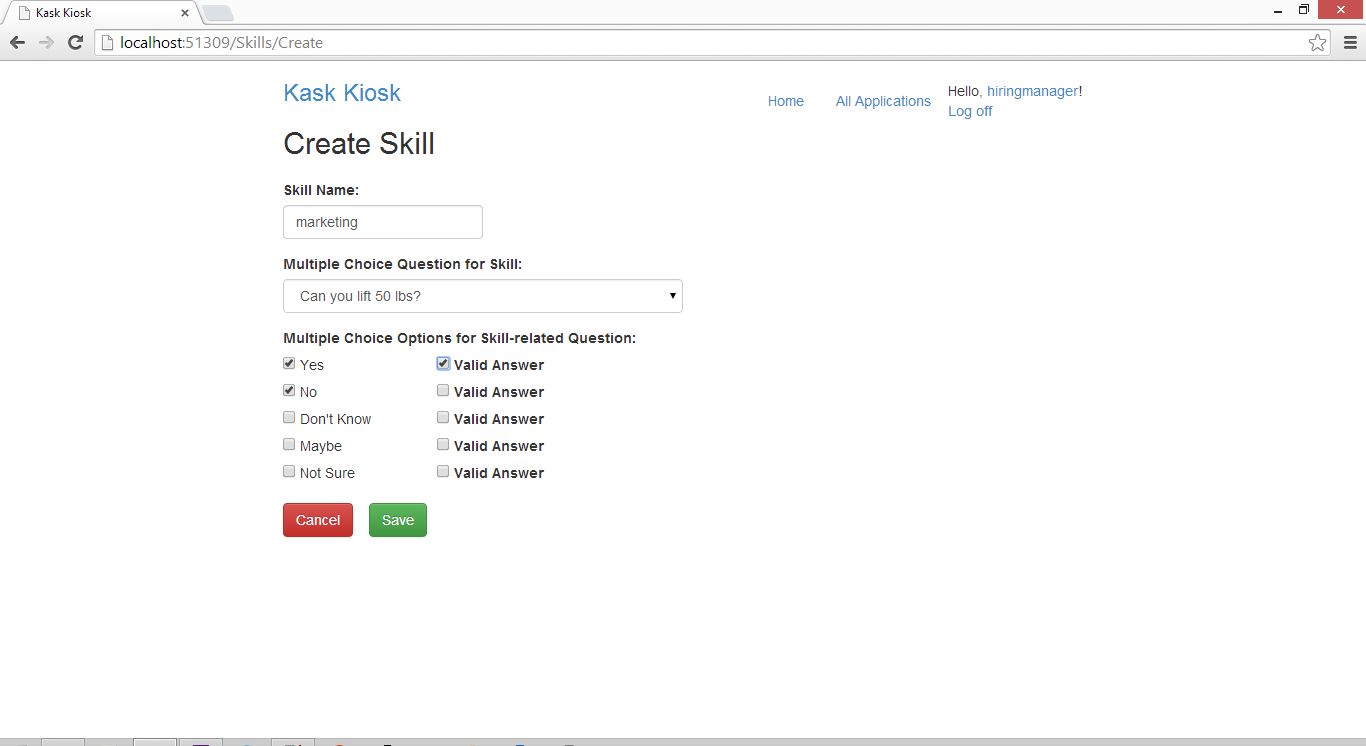 Kask Kiosk
localhost:51309/Skills/Create
Kask Kiosk
Home
All Applications
Hello, hiringmanager!
Log off
Create Skill
Skill Name:
marketing
Multiple Choice Question for Skill:
Can you lift 50 lbs?
Multiple Choice Options for Skill-related Question:
Yes Valid Answer
No Valid Answer
Don't Know Valid Answer
Maybe Valid Answer
Not Sure Valid Answer
Cancel Save